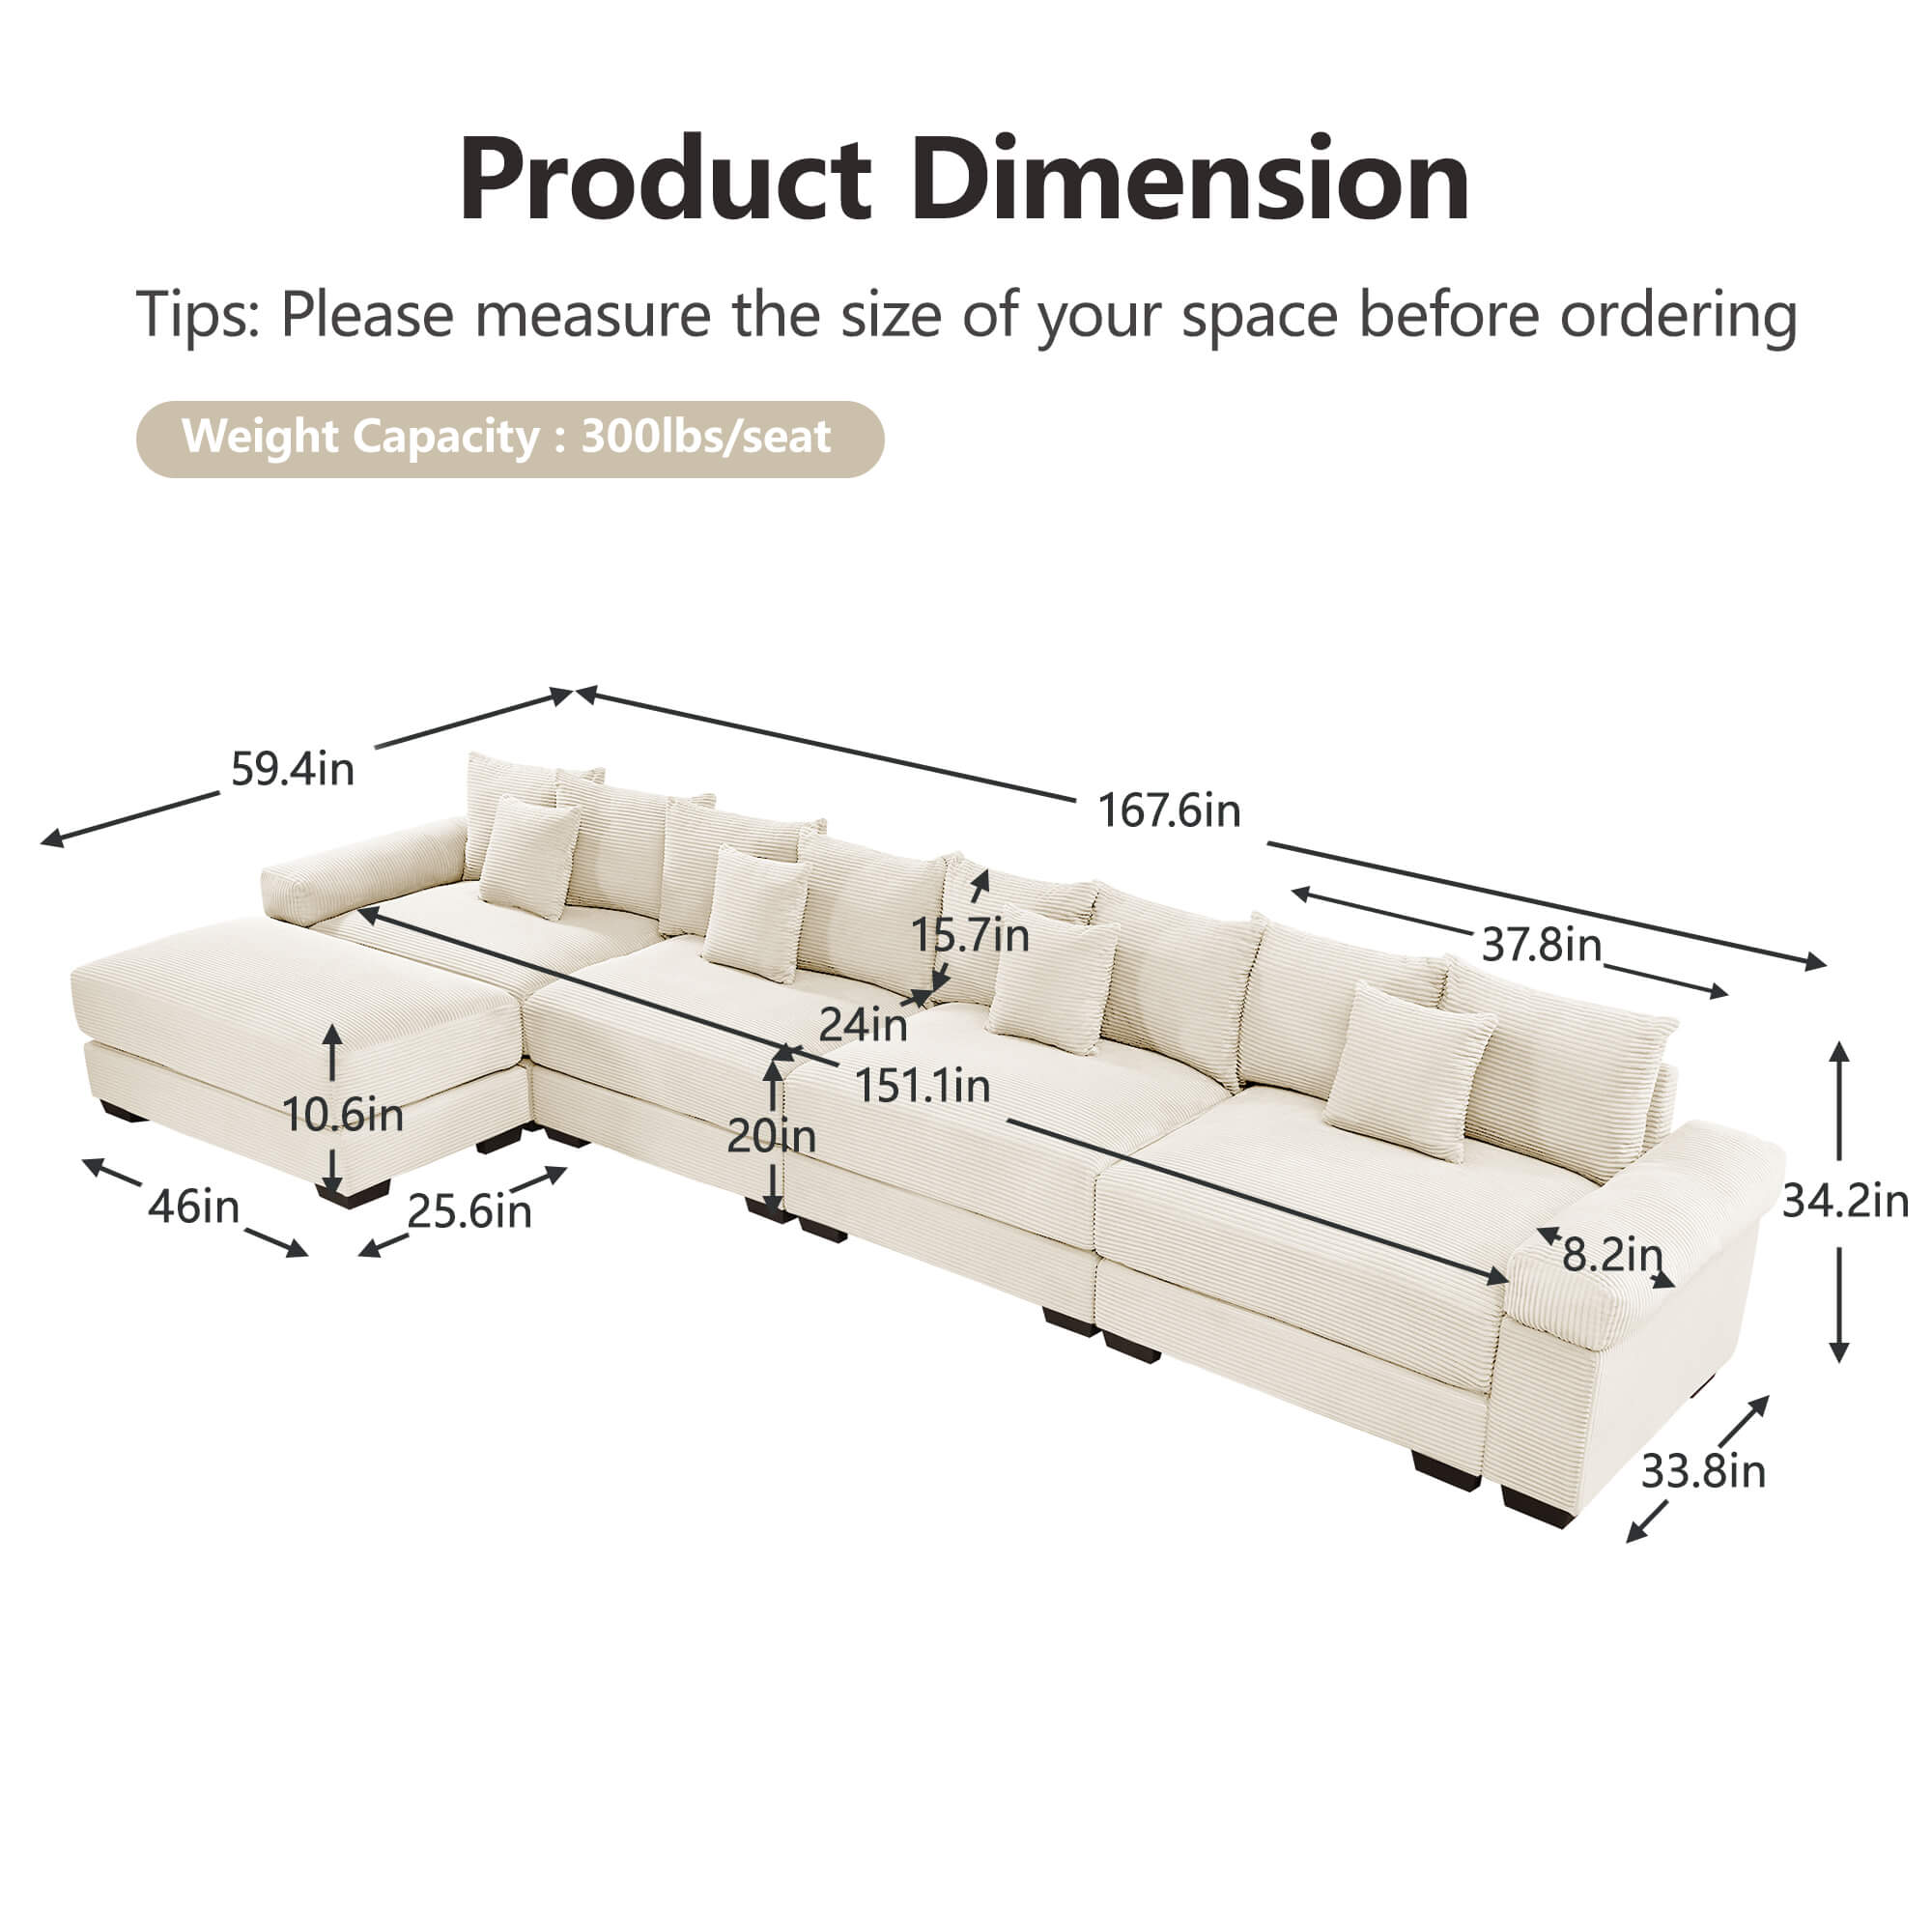 Product Dimension
Tips: Please measure the size of your space before ordering
Weight Capacity : 300lbs/seat
59.4in
167.6in
15.7in
37.8in
24in
151.1in
10.6in
20in
46in
25.6in
34.2in
8.2in
33.8in